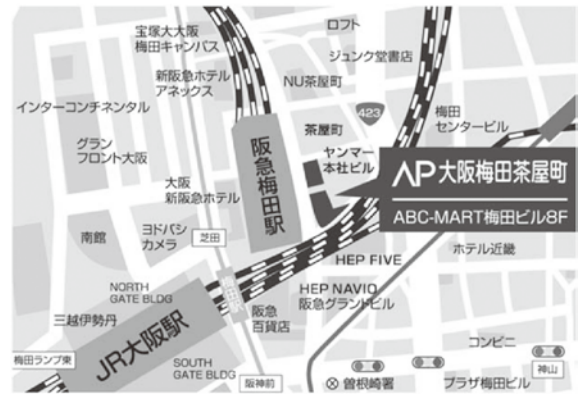 宝塚大大阪
梅田キャンパス
ロフト
ジュンク堂書店
新阪急ホテル
アネックス
NU茶屋町
インターコンチネンタル
423
梅田
センタービル
茶屋町
グラン
フロント大阪
阪急梅田駅
ヤンマー
本社ビル
AP大阪梅田茶屋町
ABC-MART梅田ビル8F
大阪
新阪急ホテル
南館
ヨドバシ
カメラ
芝田
ホテル近畿
HEP FIVE
NORTH
GATE BLDG
HEP NAVIO
阪急グランドビル
三越伊勢丹
阪急
百貨店
JR大阪駅
梅田ランプ東
SOUTH
GATE BLDG
阪神前
曽根崎署
コンビニ
神山
プラザ梅田ビル